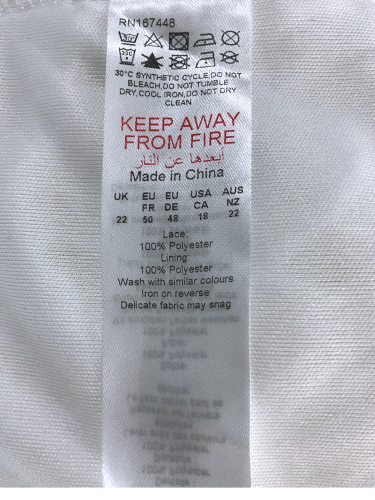 RN167448
30°C SYNTHETIC CYCLE,DO NOT
BLEACH,DO NOT TUMBLE
DRY,COOL IRON,DO NOT DRY
CLEAN
KEEP AWAY
FROM FIRE
أبعدها عن النار
Made in China
UK EU EU USA AUS
FR DE CA NZ
22 50 48 18 22
Lace:
100% Polyester
Lining:
100% Polyester
Wash with similar colours
Iron on reverse
Delicate fabric may snag